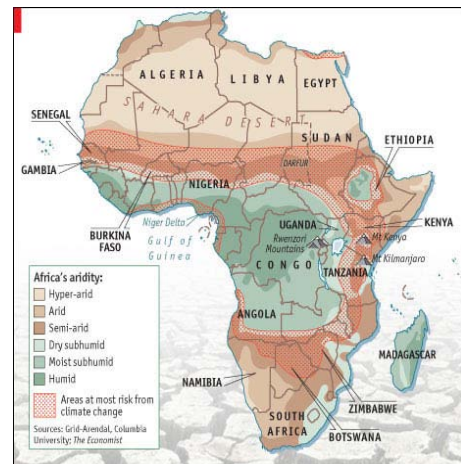 ALGERIA
LIBYA
EGYPT
SAHARA DESERT
SENEGAL
SUDAN
ETHIOPIA
DARFUR
GAMBIA
NIGERIA
BURKINA
FASO
Niger Delta
Gulf of
Guinea
UGANDA
Rwenzori
Mountains
KENYA
Mt Kenya
CONGO
Mt Kilimanjaro
TANZANIA
Africa's aridity:
Hyper-arid
Arid
Semi-arid
Dry subhumid
Moist subhumid
Humid
Areas at most risk from
climate change
Sources: Grid-Arendal, Columbia
University; The Economist
ANGOLA
MADAGASCAR
NAMIBIA
ZIMBABWE
SOUTH
AFRICA
BOTSWANA